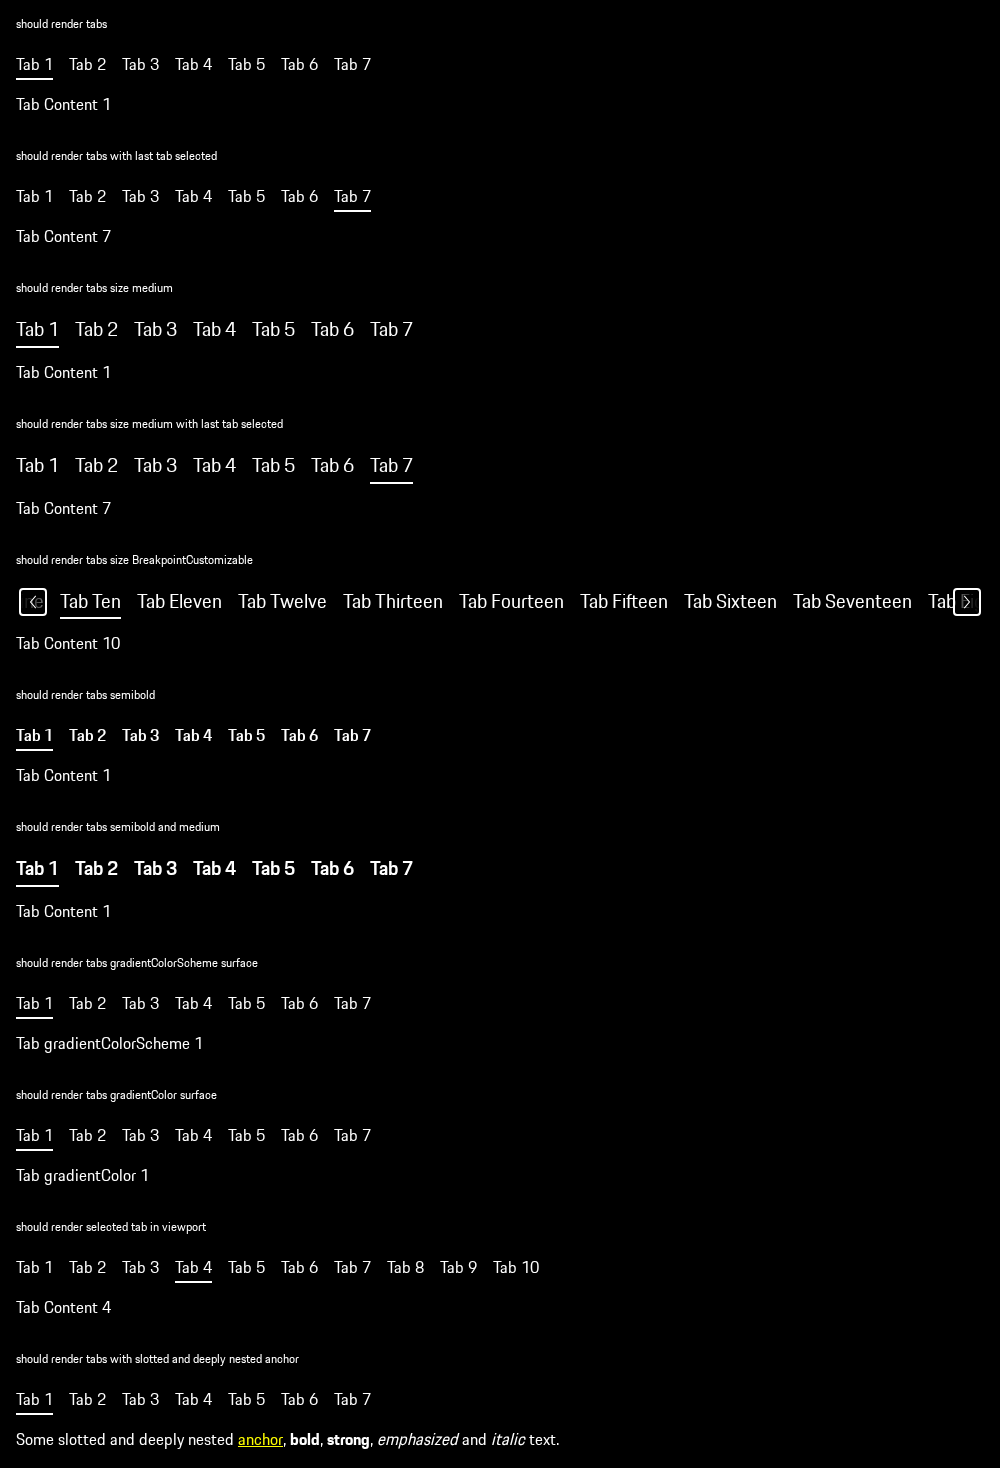 should render tabs
Tab 1 Tab 2 Tab 3 Tab 4 Tab 5 Tab 6 Tab 7
Tab Content 1
should render tabs with last tab selected
Tab 1 Tab 2 Tab 3 Tab 4 Tab 5 Tab 6 Tab 7
Tab Content 7
should render tabs size medium
Tab 1 Tab 2 Tab 3 Tab 4 Tab 5 Tab 6 Tab 7
Tab Content 1
should render tabs size medium with last tab selected
Tab 1 Tab 2 Tab 3 Tab 4 Tab 5 Tab 6 Tab 7
Tab Content 7
should render tabs size BreakpointCustomizable
Tab Ten Tab Eleven Tab Twelve Tab Thirteen Tab Fourteen Tab Fifteen Tab Sixteen Tab Seventeen Tab
Tab Content 10
should render tabs semibold
Tab 1 Tab 2 Tab 3 Tab 4 Tab 5 Tab 6 Tab 7
Tab Content 1
should render tabs semibold and medium
Tab 1 Tab 2 Tab 3 Tab 4 Tab 5 Tab 6 Tab 7
Tab Content 1
should render tabs gradientColorScheme surface
Tab 1 Tab 2 Tab 3 Tab 4 Tab 5 Tab 6 Tab 7
Tab gradientColorScheme 1
should render tabs gradientColor surface
Tab 1 Tab 2 Tab 3 Tab 4 Tab 5 Tab 6 Tab 7
Tab gradientColor 1
should render selected tab in viewport
Tab 1 Tab 2 Tab 3 Tab 4 Tab 5 Tab 6 Tab 7 Tab 8 Tab 9 Tab 10
Tab Content 4
should render tabs with slotted and deeply nested anchor
Tab 1 Tab 2 Tab 3 Tab 4 Tab 5 Tab 6 Tab 7
Some slotted and deeply nested anchor, bold, strong, emphasized and italic text.